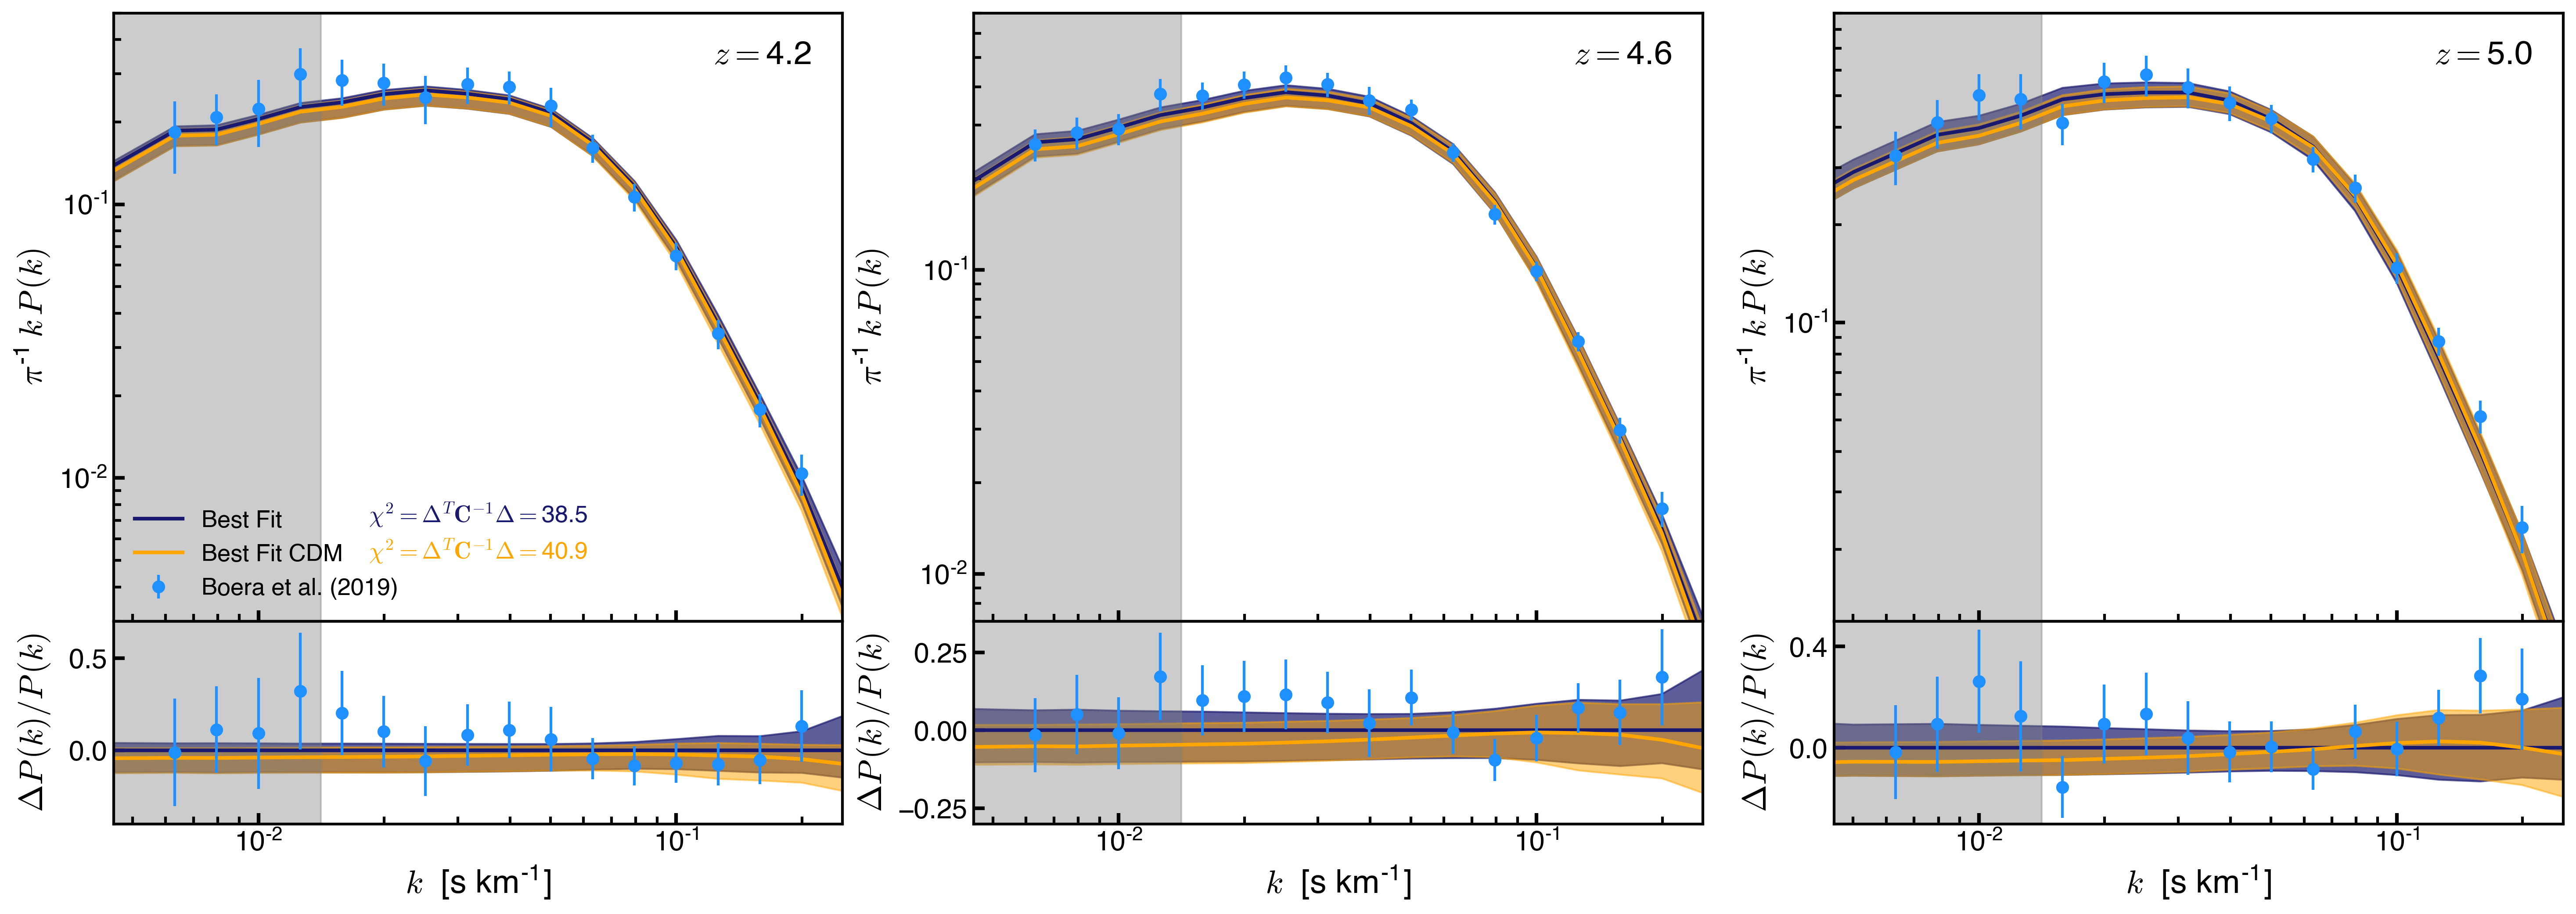 z = 4.2
10⁻¹
10⁻²
π⁻¹ k P(k)
Best Fit
χ² = Δᵀ C⁻¹ Δ = 38.5
Best Fit CDM
χ² = Δᵀ C⁻¹ Δ = 40.9
Boera et al. (2019)
0.5
0.0
ΔP(k)/P(k)
10⁻²
10⁻¹
k [s km⁻¹]
z = 4.6
10⁻¹
10⁻²
π⁻¹ k P(k)
0.25
0.00
−0.25
ΔP(k)/P(k)
10⁻²
10⁻¹
k [s km⁻¹]
z = 5.0
10⁻¹
π⁻¹ k P(k)
0.4
0.0
ΔP(k)/P(k)
10⁻²
10⁻¹
k [s km⁻¹]